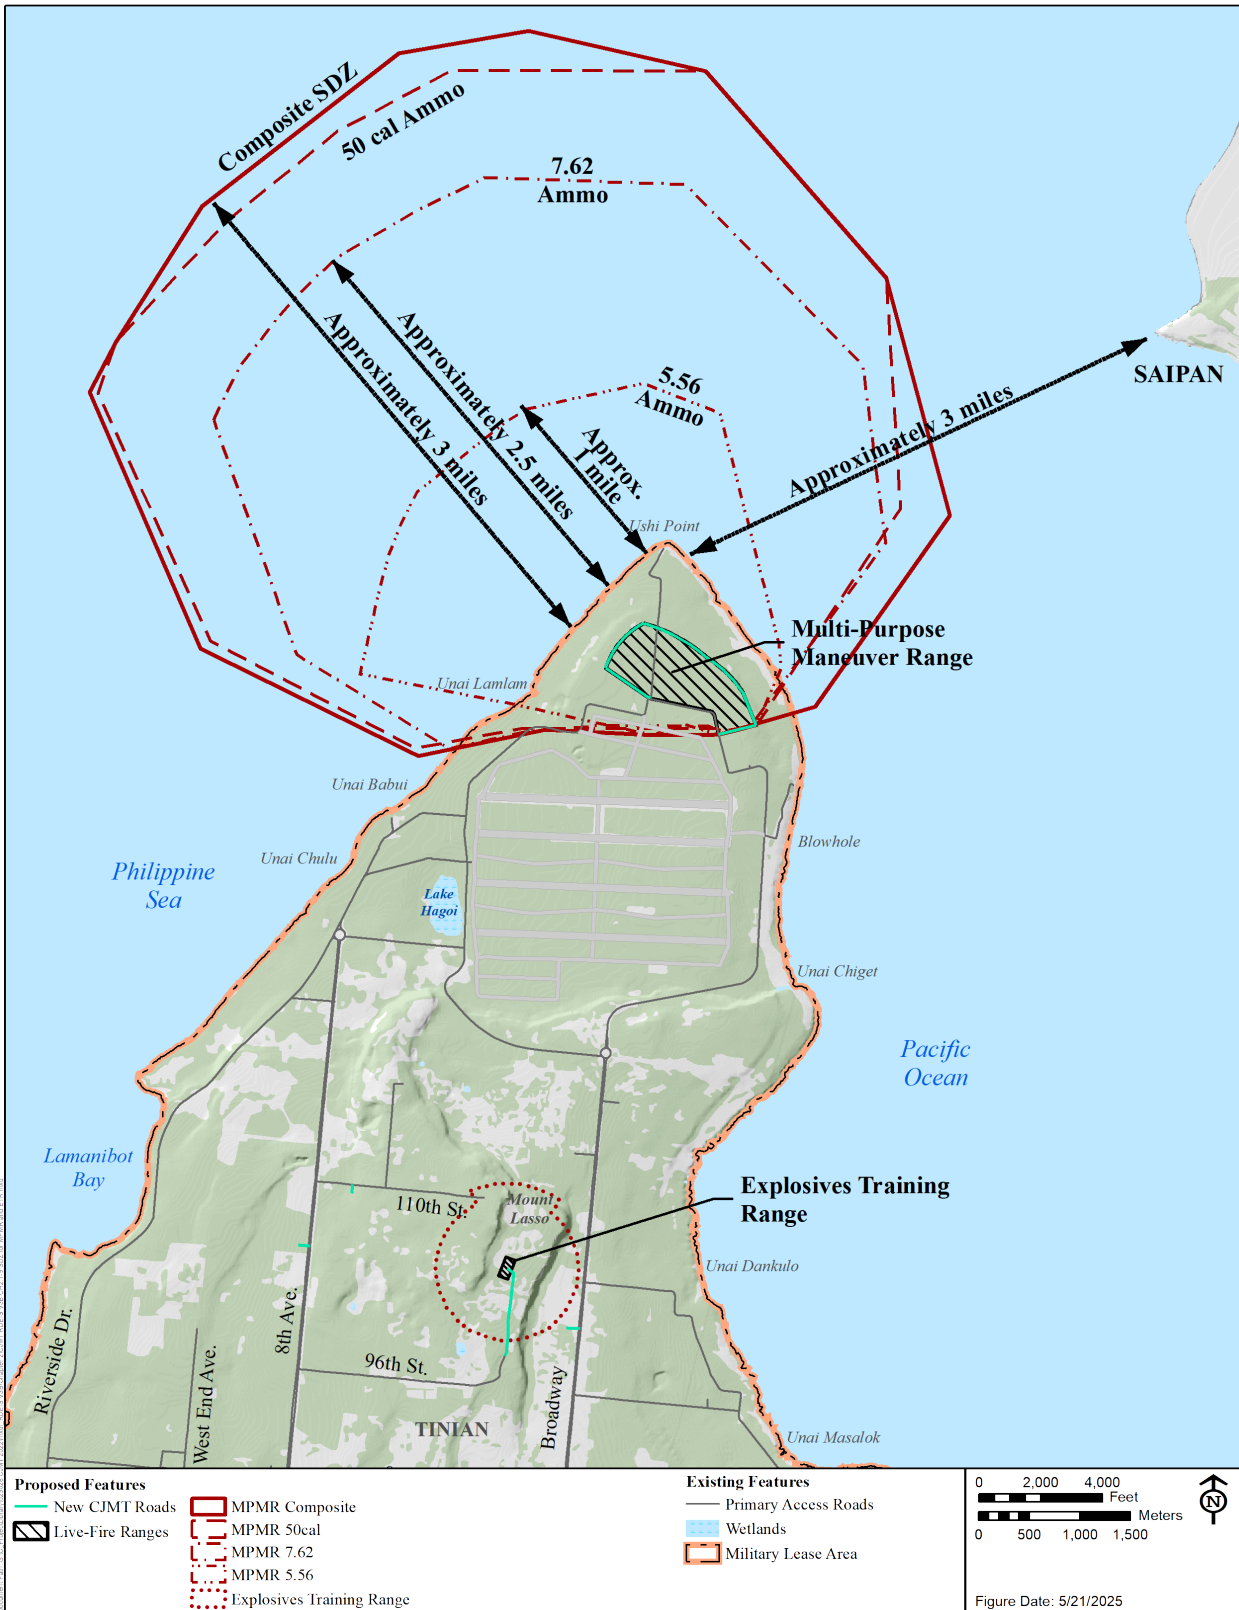 Composite SDZ
50 cal Ammo
7.62
Ammo
5.56
Ammo
Approximately 3 miles
Approximately 2.5 miles
Approx.
1 mile
Approximately 3 miles
SAIPAN
Ushi Point
Multi-Purpose
Maneuver Range
Unai Lamlam
Unai Babui
Unai Chulu
Blowhole
Philippine
Sea
Lake
Hagoi
Unai Chiget
Pacific
Ocean
Lamanibot
Bay
110th St.
Mount
Lasso
Explosives Training
Range
Unai Dankulo
Riverside Dr.
West End Ave.
8th Ave.
96th St.
Broadway
TINIAN
Unai Masalok
Proposed Features
New CJMT Roads
Live-Fire Ranges
MPMR Composite
MPMR 50cal
MPMR 7.62
MPMR 5.56
Explosives Training Range
Existing Features
Primary Access Roads
Wetlands
Military Lease Area
0 2,000 4,000
Feet
Meters
0 500 1,000 1,500
N
Figure Date: 5/21/2025